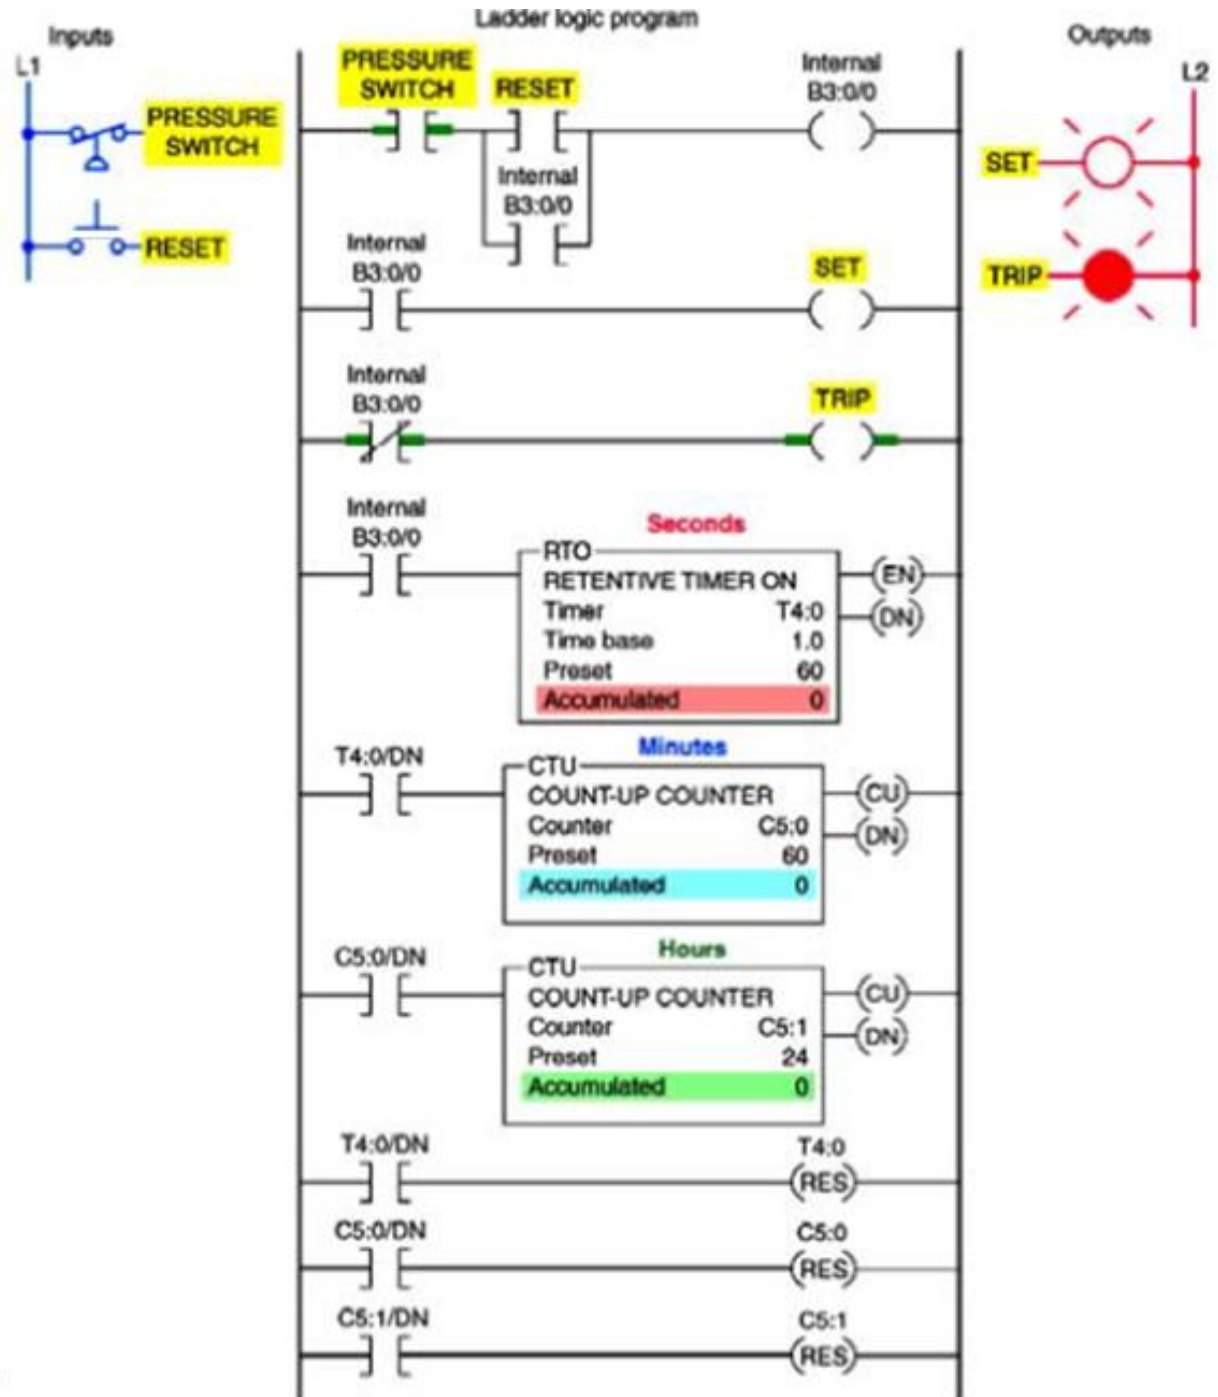 Ladder logic program
Inputs
Outputs
L1
L2
PRESSURE
SWITCH
RESET
PRESSURE
SWITCH
RESET
Internal
B3:0/0
Internal
B3:0/0
SET
TRIP
Internal
B3:0/0
SET
Internal
B3:0/0
TRIP
Internal
B3:0/0
Seconds
RTO
RETENTIVE TIMER ON
Timer T4:0
Time base 1.0
Preset 60
Accumulated 0
EN
DN
T4:0/DN
Minutes
CTU
COUNT-UP COUNTER
Counter C5:0
Preset 60
Accumulated 0
CU
DN
C5:0/DN
Hours
CTU
COUNT-UP COUNTER
Counter C5:1
Preset 24
Accumulated 0
CU
DN
T4:0/DN
T4:0
RES
C5:0/DN
C5:0
RES
C5:1/DN
C5:1
RES